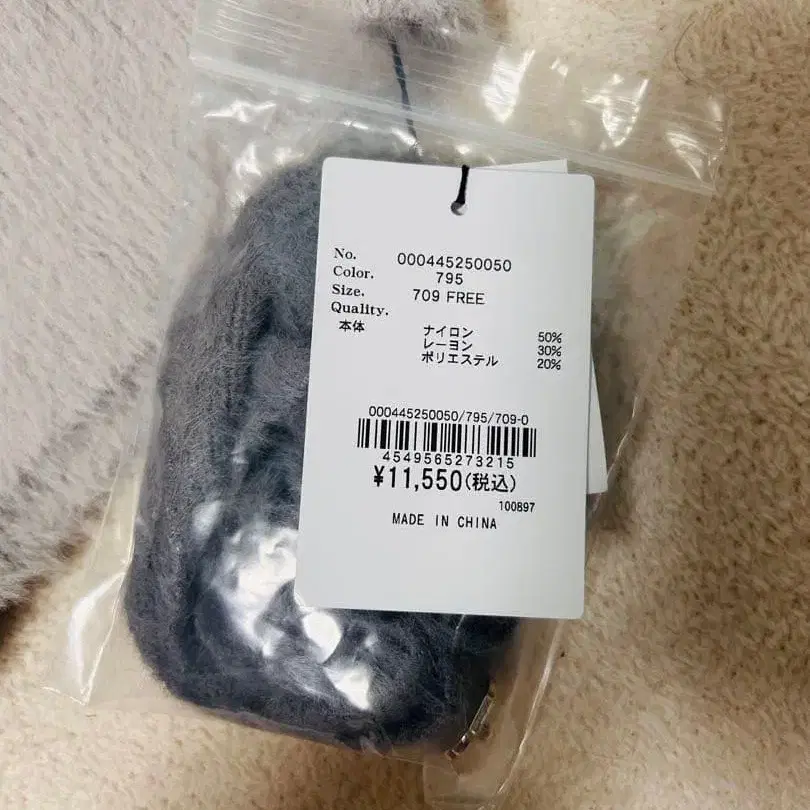 No. 000445250050
Color. 795
Size. 709 FREE
Quality.
本体 ナイロン 50%
レーヨン 30%
ポリエステル 20%
000445250050/795/709-0
4549565273215
¥11,550(税込)
100897
MADE IN CHINA